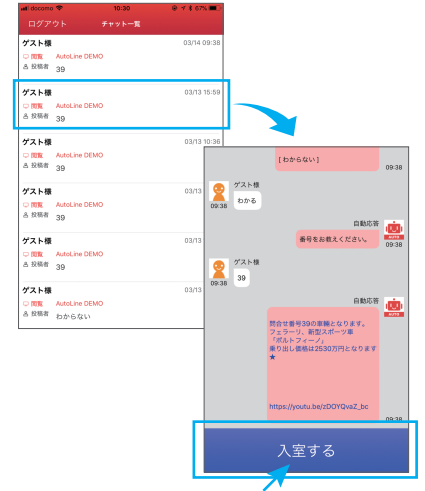 docomo 10:30 67%
ログアウト チャット一覧
ゲスト様 03/14 09:38
閲覧 AutoLine DEMO
投稿者 39
ゲスト様 03/13 15:59
閲覧 AutoLine DEMO
投稿者 39
ゲスト様 03/13 10:36
閲覧 AutoLine DEMO
投稿者 39
ゲスト様 03/13
閲覧 AutoLine DEMO
投稿者 39
ゲスト様 03/13
閲覧 AutoLine DEMO
投稿者 39
ゲスト様 03/13
閲覧 AutoLine DEMO
投稿者 わからない
[わからない]
09:38
ゲスト様
わかる
09:38
自動応答
番号をお教えください。
AUTO
09:38
ゲスト様
39
09:38
自動応答
AUTO
問合せ番号39の車輛となります。
フェラーリ、新型スポーツ車
「ポルトフィーノ」
乗り出し価格は2530万円となります
★
https://youtu.be/zDOYQvaZ_bc
09:38
入室する